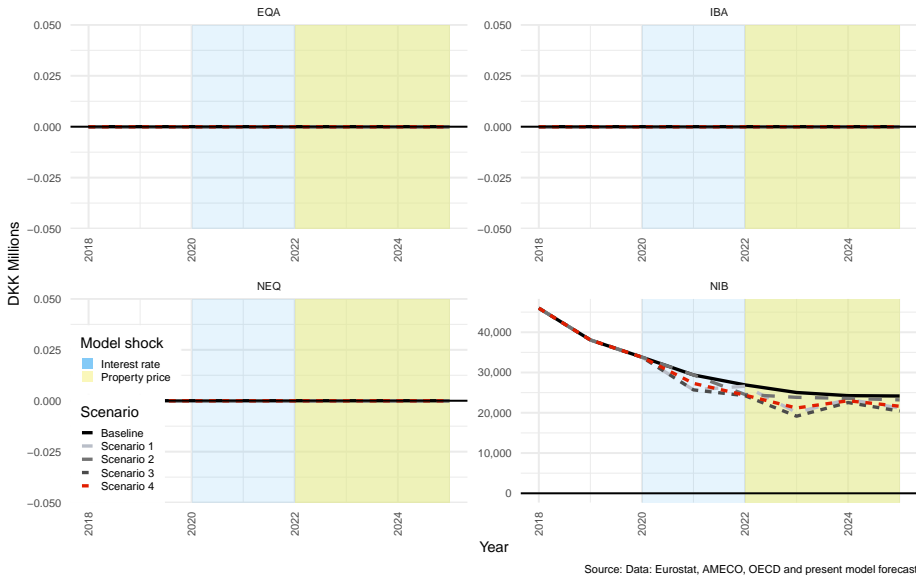 EQA
IBA
0.050
0.025
0.000
−0.025
−0.050
2018
2020
2022
2024
0.050
0.025
0.000
−0.025
−0.050
2018
2020
2022
2024
DKK Millions
NEQ
NIB
0.050
0.025
0.000
−0.025
−0.050
2018
2020
2022
2024
Model shock
Interest rate
Property price
Scenario
Baseline
Scenario 1
Scenario 2
Scenario 3
Scenario 4
40,000
30,000
20,000
10,000
0
2018
2020
2022
2024
Year
Source: Data: Eurostat, AMECO, OECD and present model forecast